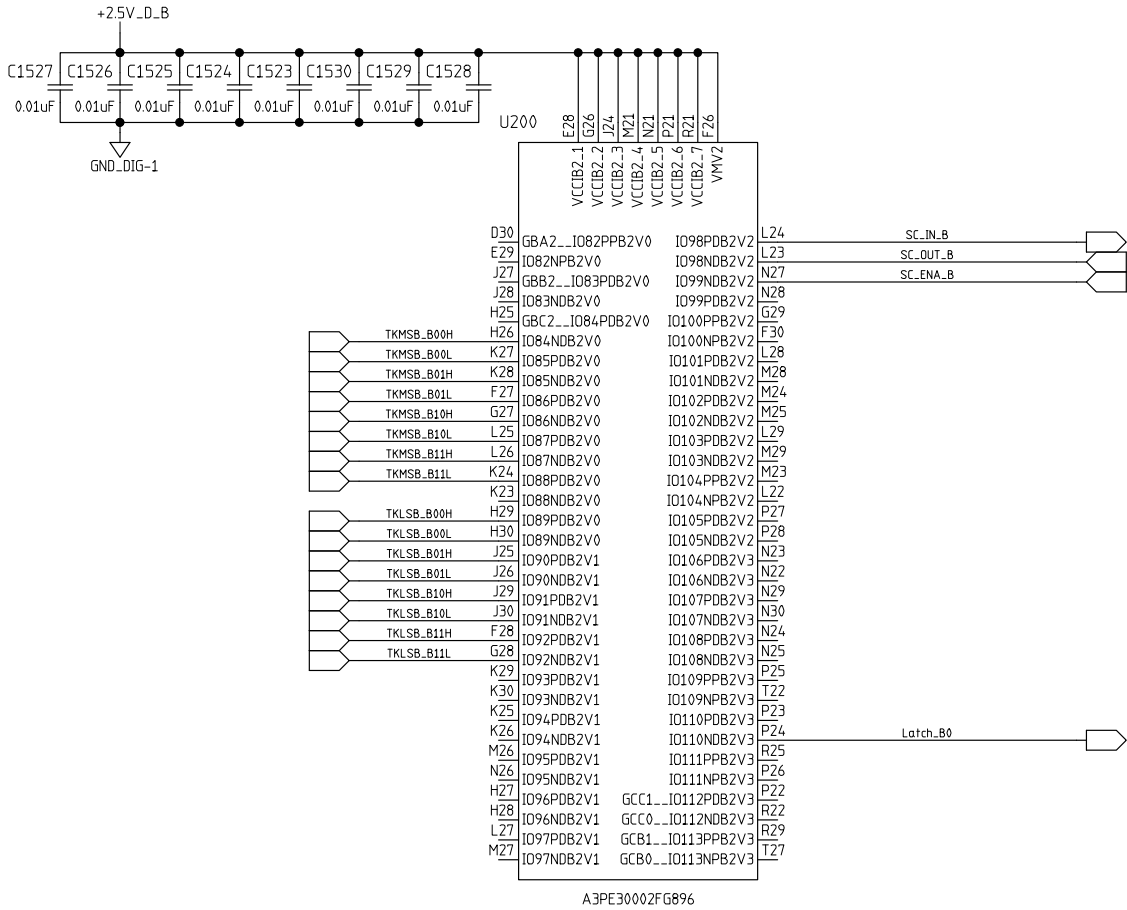 +2.5V_D_B
C1527 C1526 C1525 C1524 C1523 C1530 C1529 C1528
0.01uF 0.01uF 0.01uF 0.01uF 0.01uF 0.01uF 0.01uF 0.01uF
GND_DIG-1
U200
E28 G26 J24 M21 N21 P21 R21 F26
VCCIB2_1 VCCIB2_2 VCCIB2_3 VCCIB2_4 VCCIB2_5 VCCIB2_6 VCCIB2_7 VMV2
D30 GBA2__IO82PPB2V0 IO98PDB2V2 L24 SC_IN_B
E29 IO82NPB2V0 IO98NDB2V2 L23 SC_OUT_B
J27 GBB2__IO83PDB2V0 IO99NDB2V2 N27 SC_ENA_B
J28 IO83NDB2V0 IO99PDB2V2 N28
H25 GBC2__IO84PDB2V0 IO100PPB2V2 G29
TKMSB_B00H H26 IO84NDB2V0 IO100NPB2V2 F30
TKMSB_B00L K27 IO85PDB2V0 IO101PDB2V2 L28
TKMSB_B01H K28 IO85NDB2V0 IO101NDB2V2 M28
TKMSB_B01L F27 IO86PDB2V0 IO102PDB2V2 M24
TKMSB_B10H G27 IO86NDB2V0 IO102NDB2V2 M25
TKMSB_B10L L25 IO87PDB2V0 IO103PDB2V2 L29
TKMSB_B11H L26 IO87NDB2V0 IO103NDB2V2 M29
TKMSB_B11L K24 IO88PDB2V0 IO104PPB2V2 M23
K23 IO88NDB2V0 IO104NPB2V2 L22
TKLSB_B00H H29 IO89PDB2V0 IO105PDB2V2 P27
TKLSB_B00L H30 IO89NDB2V0 IO105NDB2V2 P28
TKLSB_B01H J25 IO90PDB2V1 IO106PDB2V3 N23
TKLSB_B01L J26 IO90NDB2V1 IO106NDB2V3 N22
TKLSB_B10H J29 IO91PDB2V1 IO107PDB2V3 N29
TKLSB_B10L J30 IO91NDB2V1 IO107NDB2V3 N30
TKLSB_B11H F28 IO92PDB2V1 IO108PDB2V3 N24
TKLSB_B11L G28 IO92NDB2V1 IO108NDB2V3 N25
K29 IO93PDB2V1 IO109PPB2V3 P25
K30 IO93NDB2V1 IO109NPB2V3 T22
K25 IO94PDB2V1 IO110PDB2V3 P23
K26 IO94NDB2V1 IO110NDB2V3 P24 Latch_B0
M26 IO95PDB2V1 IO111PPB2V3 R25
N26 IO95NDB2V1 IO111NPB2V3 P26
H27 IO96PDB2V1 GCC1__IO112PDB2V3 P22
H28 IO96NDB2V1 GCC0__IO112NDB2V3 R22
L27 IO97PDB2V1 GCB1__IO113PPB2V3 R29
M27 IO97NDB2V1 GCB0__IO113NPB2V3 T27
A3PE30002FG896